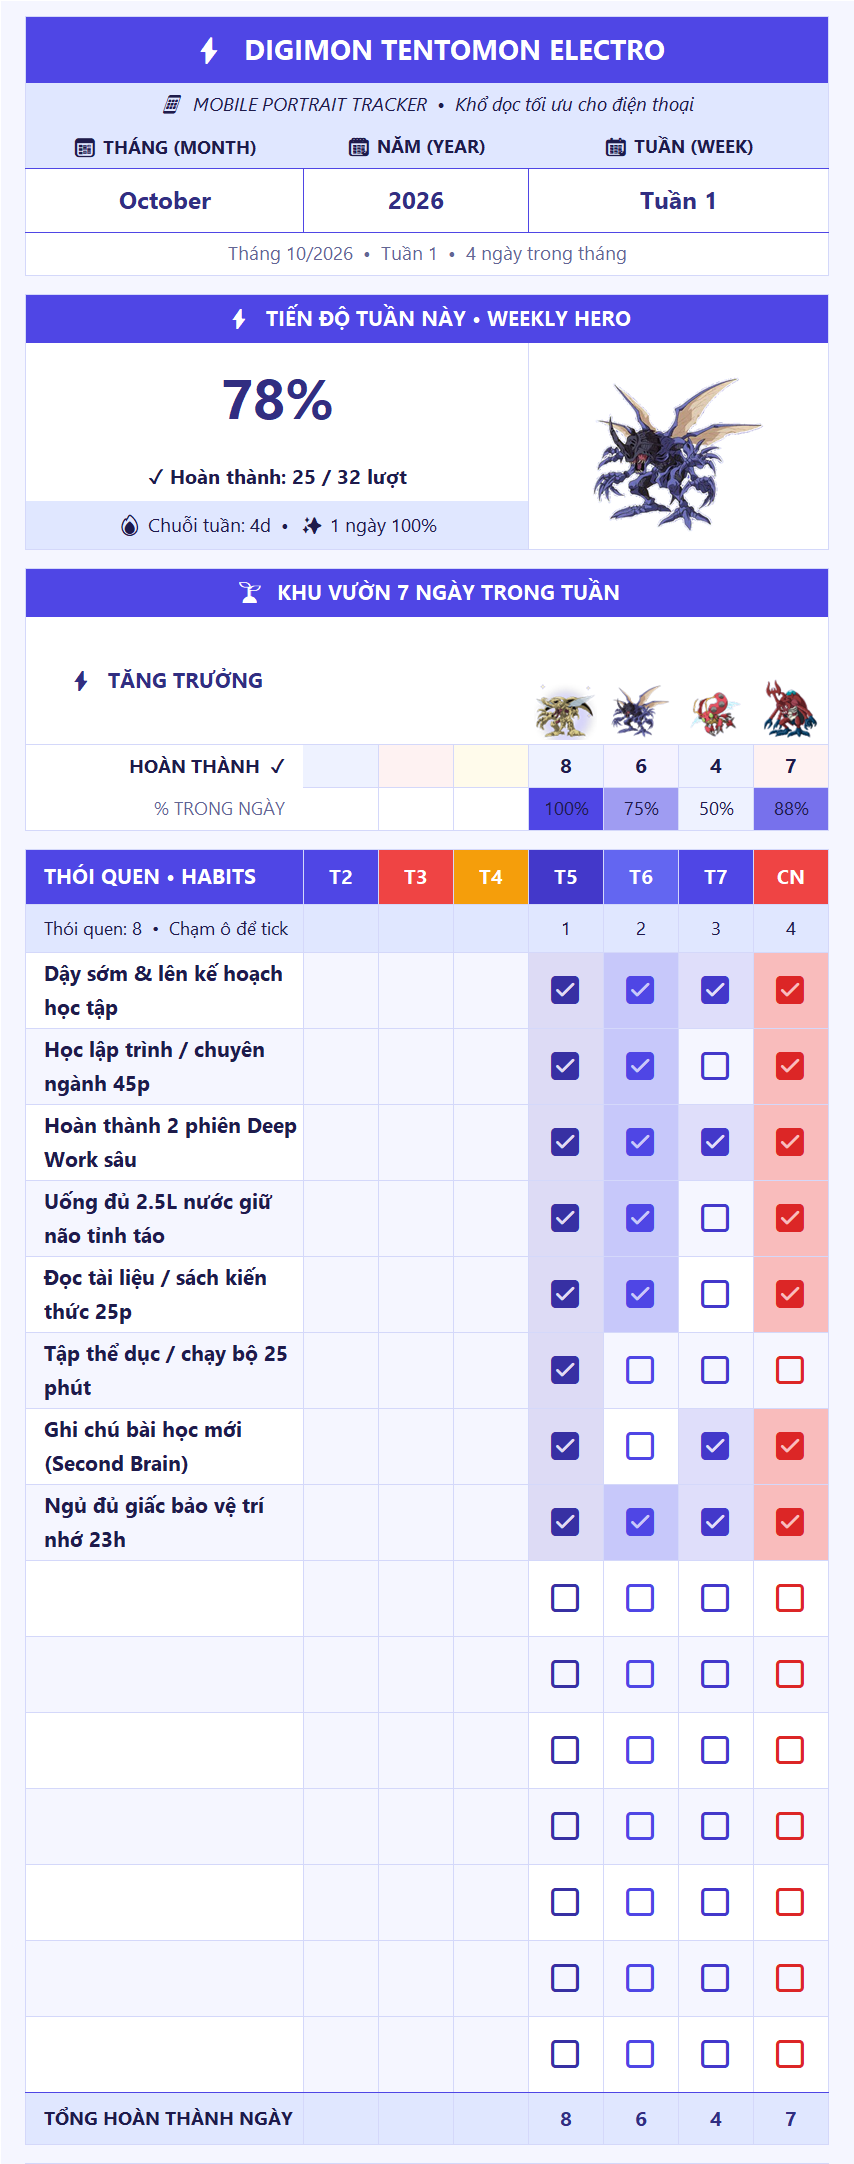 DIGIMON TENTOMON ELECTRO
MOBILE PORTRAIT TRACKER • Khổ dọc tối ưu cho điện thoại
THÁNG (MONTH) NĂM (YEAR) TUẦN (WEEK)
October 2026 Tuần 1
Tháng 10/2026 • Tuần 1 • 4 ngày trong tháng
TIẾN ĐỘ TUẦN NÀY • WEEKLY HERO
78%
✓ Hoàn thành: 25 / 32 lượt
Chuỗi tuần: 4d • 1 ngày 100%
KHU VƯỜN 7 NGÀY TRONG TUẦN
TĂNG TRƯỞNG
HOÀN THÀNH ✓ 8 6 4 7
% TRONG NGÀY 100% 75% 50% 88%
THÓI QUEN • HABITS T2 T3 T4 T5 T6 T7 CN
Thói quen: 8 • Chạm ô để tick 1 2 3 4
Dậy sớm & lên kế hoạch
học tập
Học lập trình / chuyên
ngành 45p
Hoàn thành 2 phiên Deep
Work sâu
Uống đủ 2.5L nước giữ
não tỉnh táo
Đọc tài liệu / sách kiến
thức 25p
Tập thể dục / chạy bộ 25
phút
Ghi chú bài học mới
(Second Brain)
Ngủ đủ giấc bảo vệ trí
nhớ 23h
TỔNG HOÀN THÀNH NGÀY 8 6 4 7